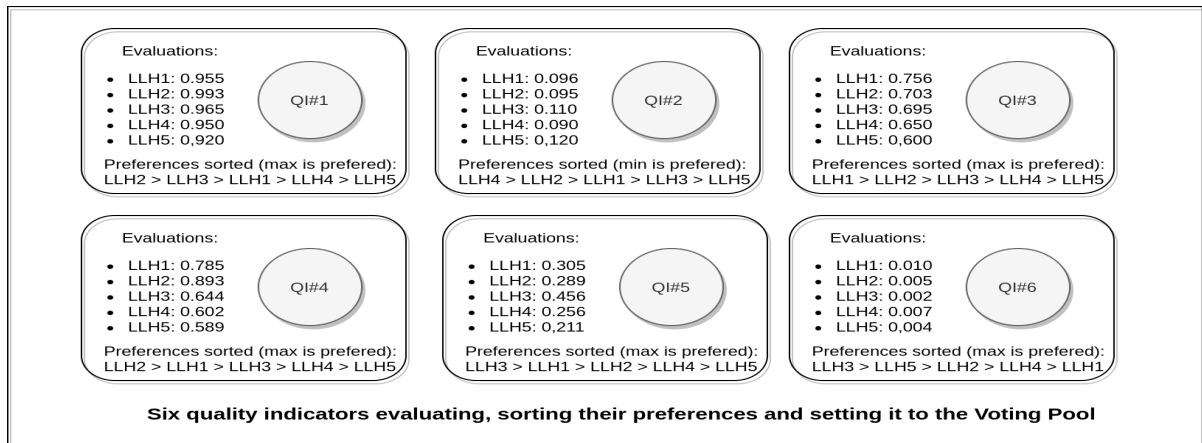 Evaluations:
• LLH1: 0.955
• LLH2: 0.993
• LLH3: 0.965
• LLH4: 0.950
• LLH5: 0,920
QI#1
Preferences sorted (max is prefered):
LLH2 > LLH3 > LLH1 > LLH4 > LLH5
Evaluations:
• LLH1: 0.096
• LLH2: 0.095
• LLH3: 0.110
• LLH4: 0.090
• LLH5: 0,120
QI#2
Preferences sorted (min is prefered):
LLH4 > LLH2 > LLH1 > LLH3 > LLH5
Evaluations:
• LLH1: 0.756
• LLH2: 0.703
• LLH3: 0.695
• LLH4: 0.650
• LLH5: 0,600
QI#3
Preferences sorted (max is prefered):
LLH1 > LLH2 > LLH3 > LLH4 > LLH5
Evaluations:
• LLH1: 0.785
• LLH2: 0.893
• LLH3: 0.644
• LLH4: 0.602
• LLH5: 0.589
QI#4
Preferences sorted (max is prefered):
LLH2 > LLH1 > LLH3 > LLH4 > LLH5
Evaluations:
• LLH1: 0.305
• LLH2: 0.289
• LLH3: 0.456
• LLH4: 0.256
• LLH5: 0,211
QI#5
Preferences sorted (max is prefered):
LLH3 > LLH1 > LLH2 > LLH4 > LLH5
Evaluations:
• LLH1: 0.010
• LLH2: 0.005
• LLH3: 0.002
• LLH4: 0.007
• LLH5: 0,004
QI#6
Preferences sorted (max is prefered):
LLH3 > LLH5 > LLH2 > LLH4 > LLH1
Six quality indicators evaluating, sorting their preferences and setting it to the Voting Pool